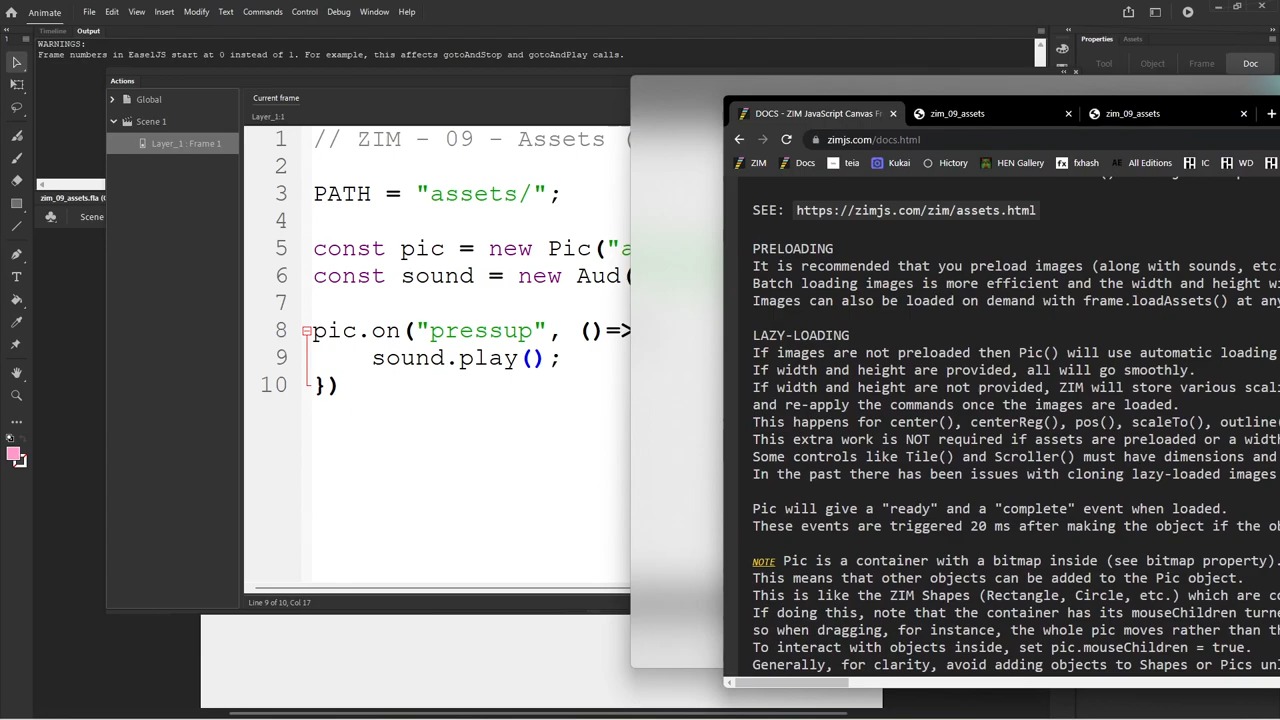 Animate
File
Edit
View
Insert
Modify
Text
Commands
Control
Debug
Window
Help
Timeline
Output
WARNINGS:
Frame numbers in EaselJS start at 0 instead of 1. For example, this affects gotoAndStop and gotoAndPlay calls.
Properties
Assets
Tool
Object
Frame
Doc
Actions
Global
Scene 1
Layer_1 : Frame 1
Current frame
Layer_1:1
1 // ZIM - 09 - Assets (
2
3 PATH = "assets/";
4
5 const pic = new Pic("a
6 const sound = new Aud(
7
8 pic.on("pressup", ()=>
9 sound.play();
10 })
Line 9 of 10, Col 17
zim_09_assets.fla
Scene
DOCS - ZIM JavaScript Canvas Fr
zim_09_assets
zim_09_assets
zimjs.com/docs.html
ZIM
Docs
teia
Kukai
Hictory
HEN Gallery
fxhash
All Editions
IC
WD
SEE: https://zimjs.com/zim/assets.html
PRELOADING
It is recommended that you preload images (along with sounds, etc
Batch loading images is more efficient and the width and height wi
Images can also be loaded on demand with frame.loadAssets() at any
LAZY-LOADING
If images are not preloaded then Pic() will use automatic loading
If width and height are provided, all will go smoothly.
If width and height are not provided, ZIM will store various scali
and re-apply the commands once the images are loaded.
This happens for center(), centerReg(), pos(), scaleTo(), outline(
This extra work is NOT required if assets are preloaded or a width
Some controls like Tile() and Scroller() must have dimensions and
In the past there has been issues with cloning lazy-loaded images
Pic will give a "ready" and a "complete" event when loaded.
These events are triggered 20 ms after making the object if the ob
NOTE Pic is a container with a bitmap inside (see bitmap property).
This means that other objects can be added to the Pic object.
This is like the ZIM Shapes (Rectangle, Circle, etc.) which are co
If doing this, note that the container has its mouseChildren turne
so when dragging, for instance, the whole pic moves rather than th
To interact with objects inside, set pic.mouseChildren = true.
Generally, for clarity, avoid adding objects to Shapes or Pics unl